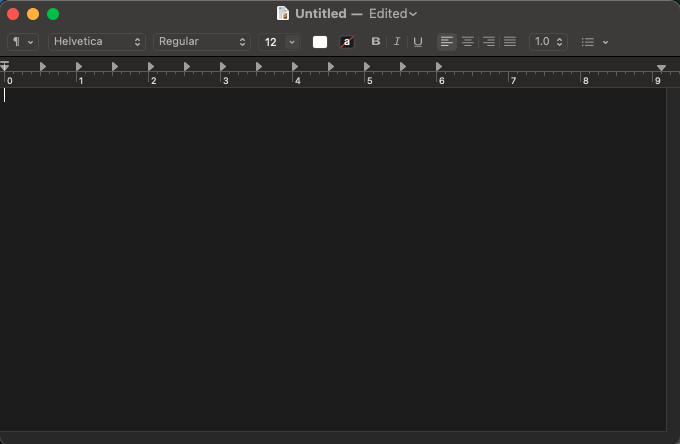 Untitled — Edited
¶ Helvetica Regular 12 a B I U 1.0
0 1 2 3 4 5 6 7 8 9